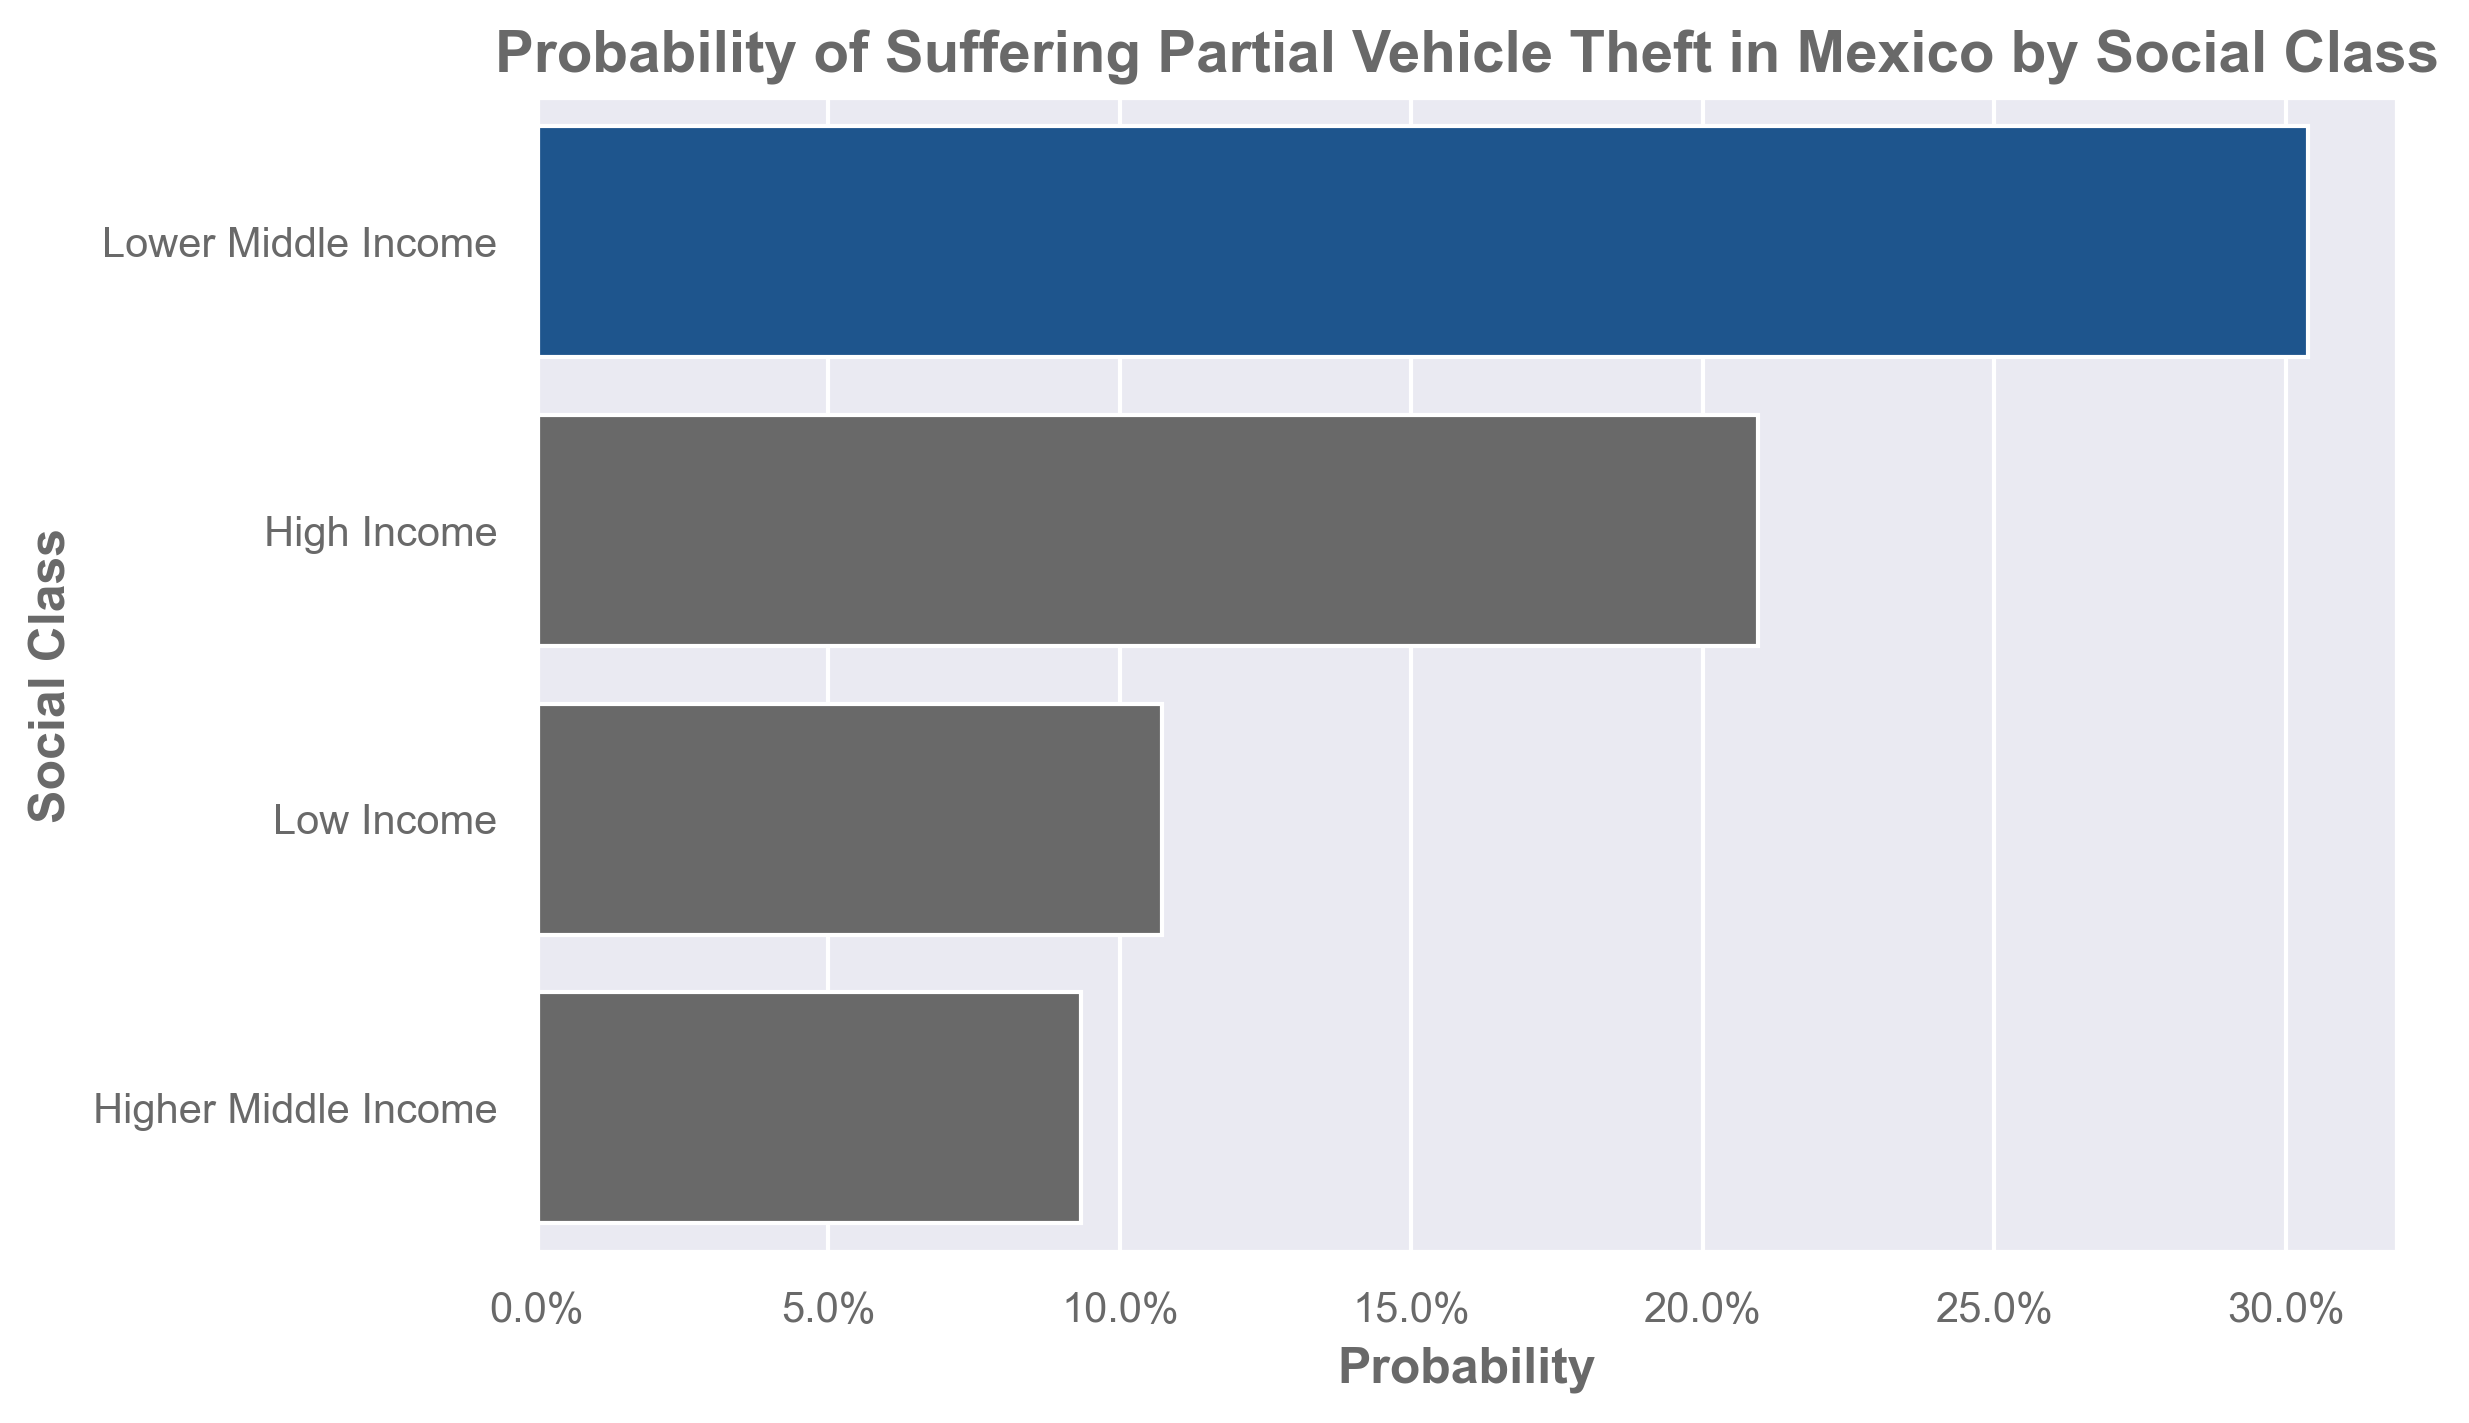 Probability of Suffering Partial Vehicle Theft in Mexico by Social Class
Social Class
Lower Middle Income
High Income
Low Income
Higher Middle Income
0.0% 5.0% 10.0% 15.0% 20.0% 25.0% 30.0%
Probability